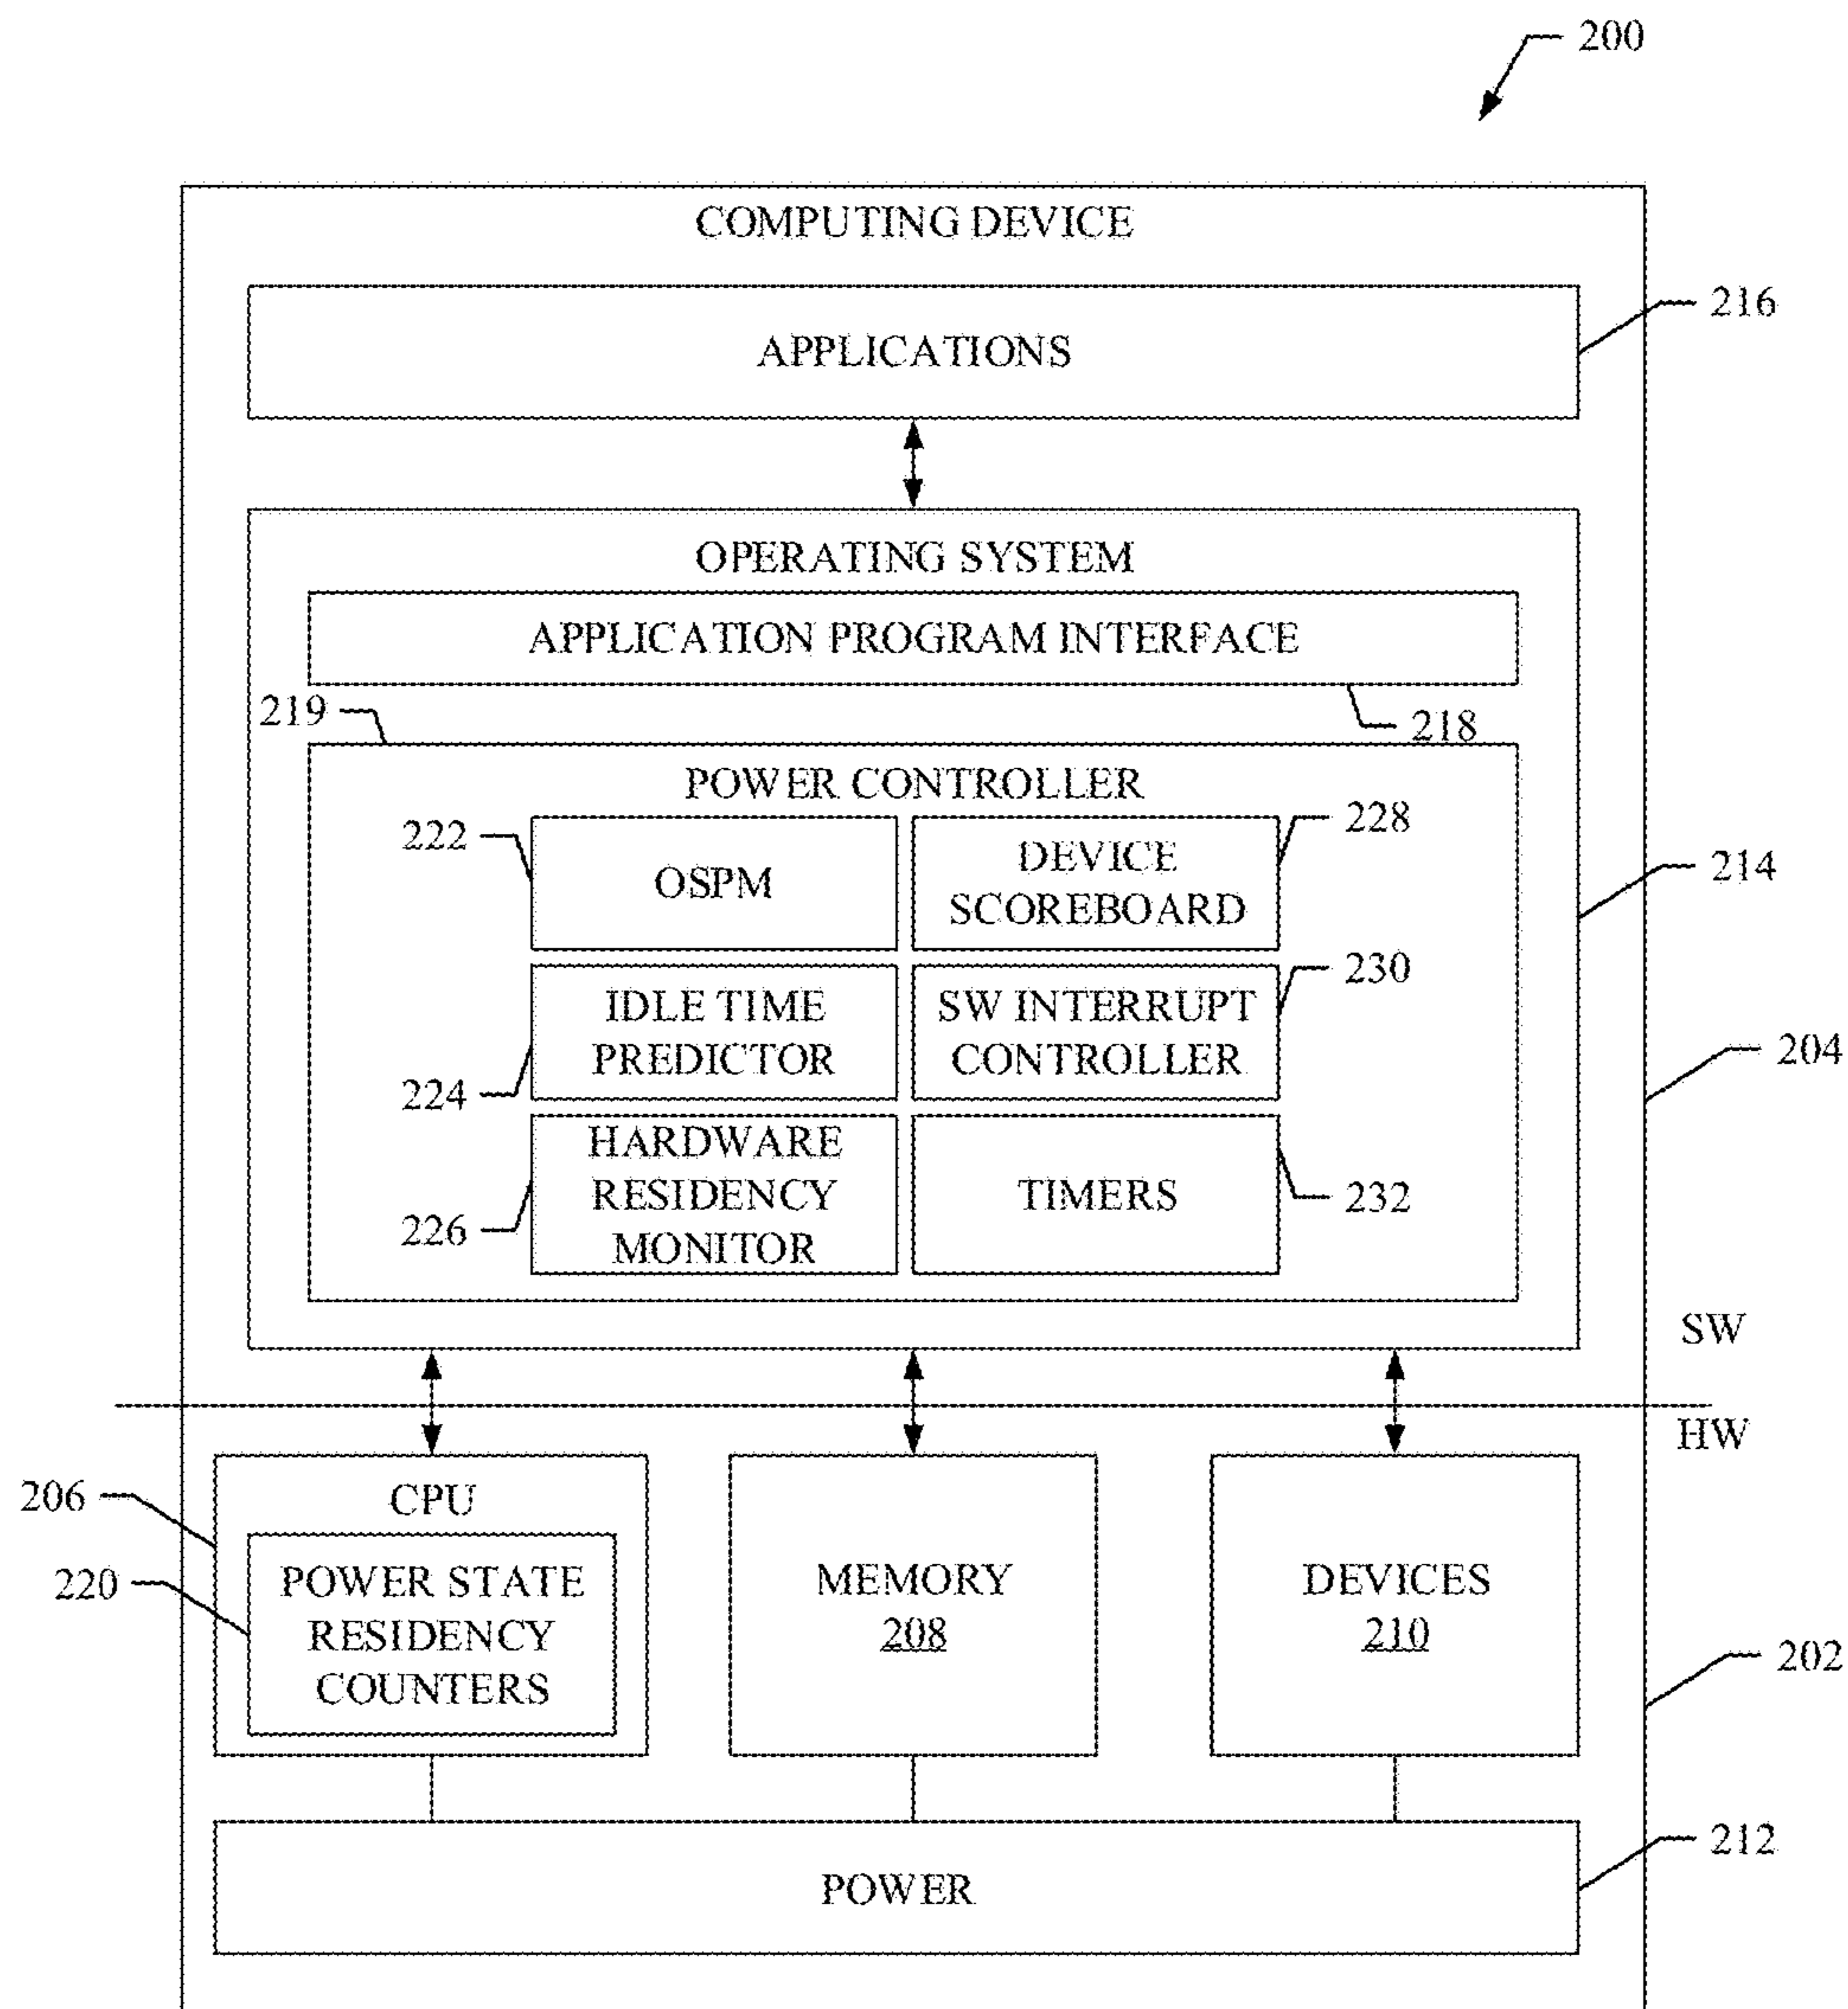 200
COMPUTING DEVICE
216
APPLICATIONS
OPERATING SYSTEM
APPLICATION PROGRAM INTERFACE
219
218
POWER CONTROLLER
222
OSPM
DEVICE
SCOREBOARD
228
214
IDLE TIME
PREDICTOR
224
SW INTERRUPT
CONTROLLER
230
204
HARDWARE
RESIDENCY
MONITOR
226
TIMERS
232
SW
HW
206
CPU
220
POWER STATE
RESIDENCY
COUNTERS
MEMORY
208
DEVICES
210
202
212
POWER